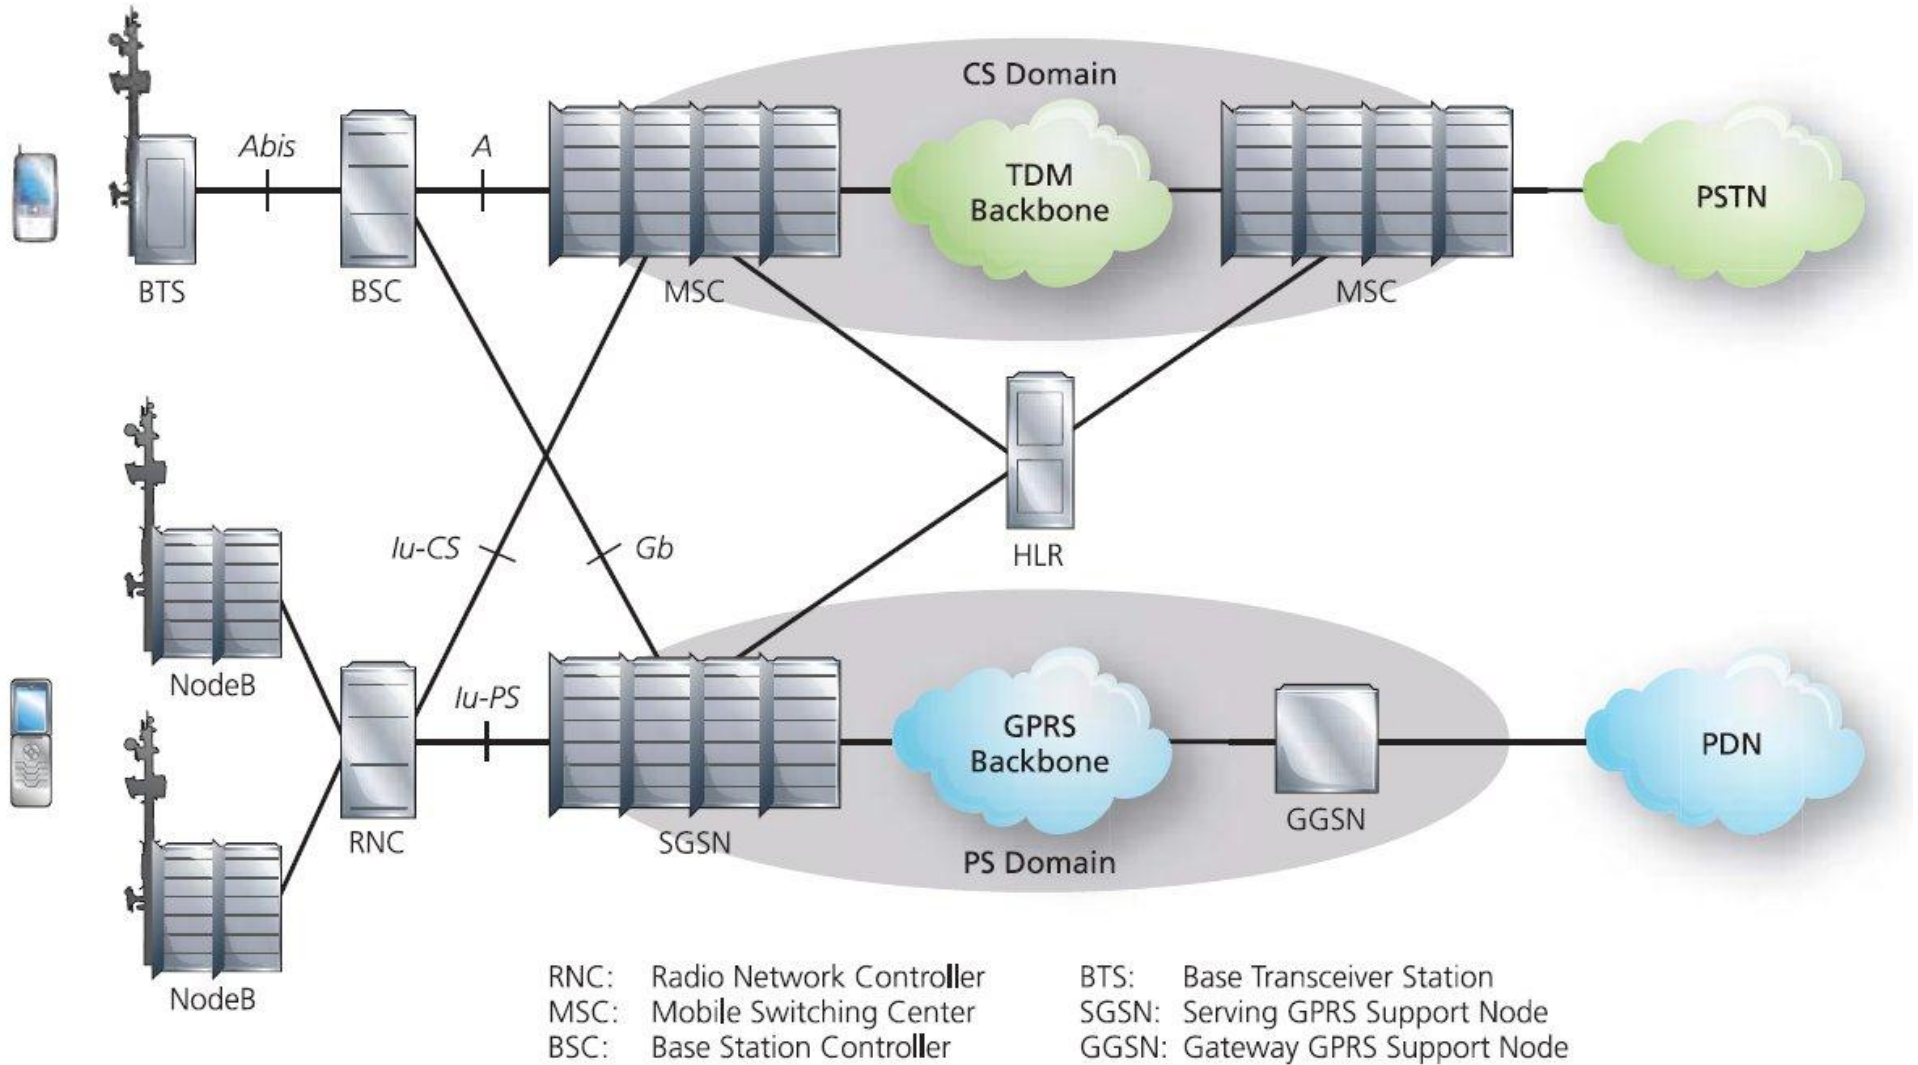 CS Domain
Abis
A
TDM
Backbone
PSTN
BTS
BSC
MSC
MSC
Iu-CS
Gb
HLR
NodeB
Iu-PS
GPRS
Backbone
PDN
RNC
SGSN
GGSN
PS Domain
NodeB
RNC: Radio Network Controller
MSC: Mobile Switching Center
BSC: Base Station Controller
BTS: Base Transceiver Station
SGSN: Serving GPRS Support Node
GGSN: Gateway GPRS Support Node